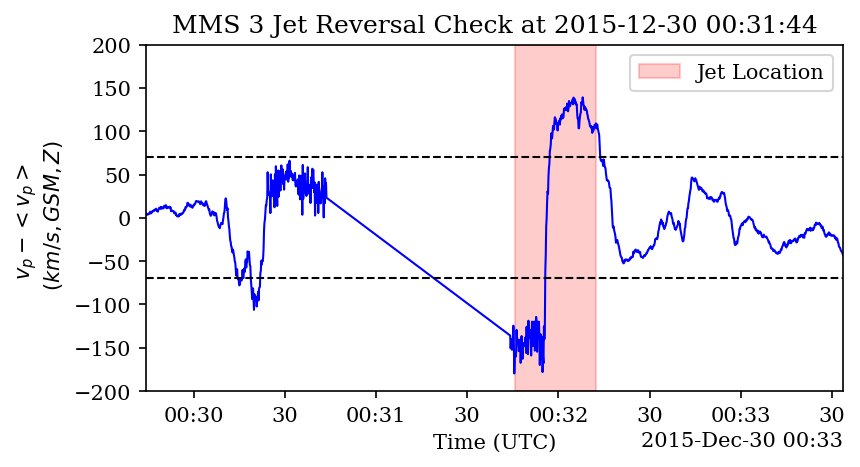 MMS 3 Jet Reversal Check at 2015-12-30 00:31:44
200
150
100
50
0
−50
−100
−150
−200
v_p − < v_p >
(km/s, GSM, Z)
Jet Location
00:30
30
00:31
30
00:32
30
00:33
30
Time (UTC)
2015-Dec-30 00:33